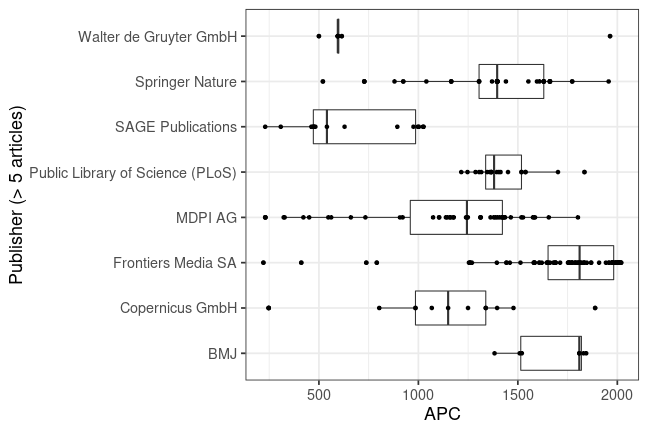 Publisher (> 5 articles)
Walter de Gruyter GmbH
Springer Nature
SAGE Publications
Public Library of Science (PLoS)
MDPI AG
Frontiers Media SA
Copernicus GmbH
BMJ
500 1000 1500 2000
APC